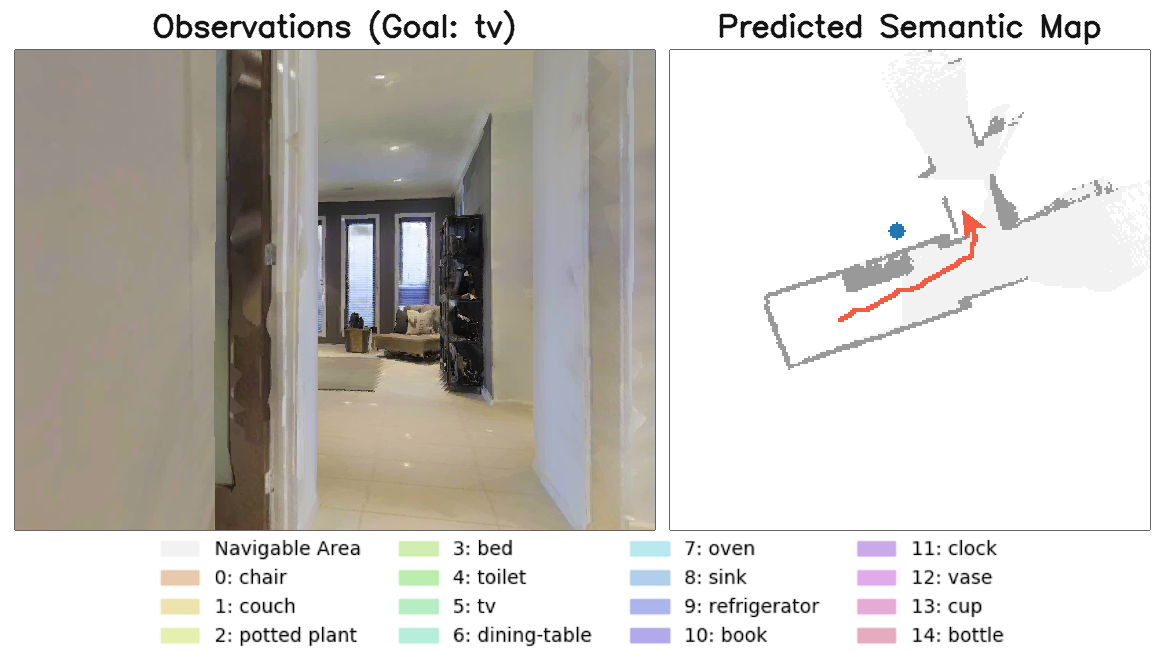 Observations (Goal: tv)
Predicted Semantic Map
Navigable Area
0: chair
1: couch
2: potted plant
3: bed
4: toilet
5: tv
6: dining-table
7: oven
8: sink
9: refrigerator
10: book
11: clock
12: vase
13: cup
14: bottle